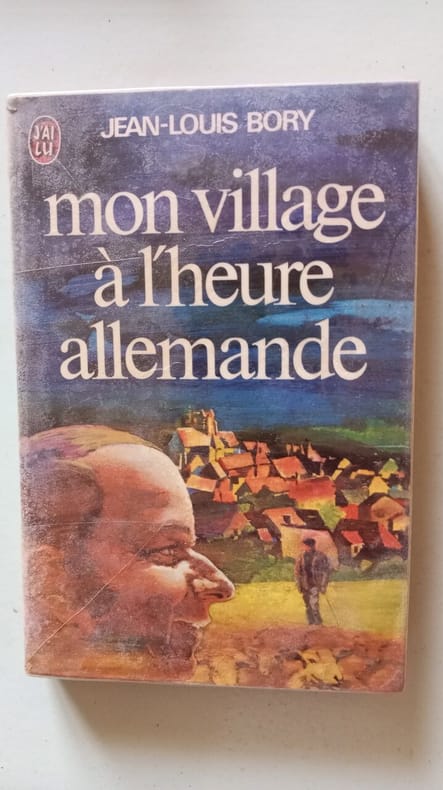 J'AI
LU
JEAN-LOUIS BORY
mon village
à l'heure
allemande